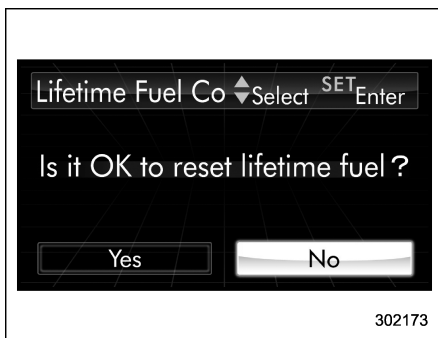 Lifetime Fuel Co Select SET Enter
Is it OK to reset lifetime fuel?
Yes No
302173